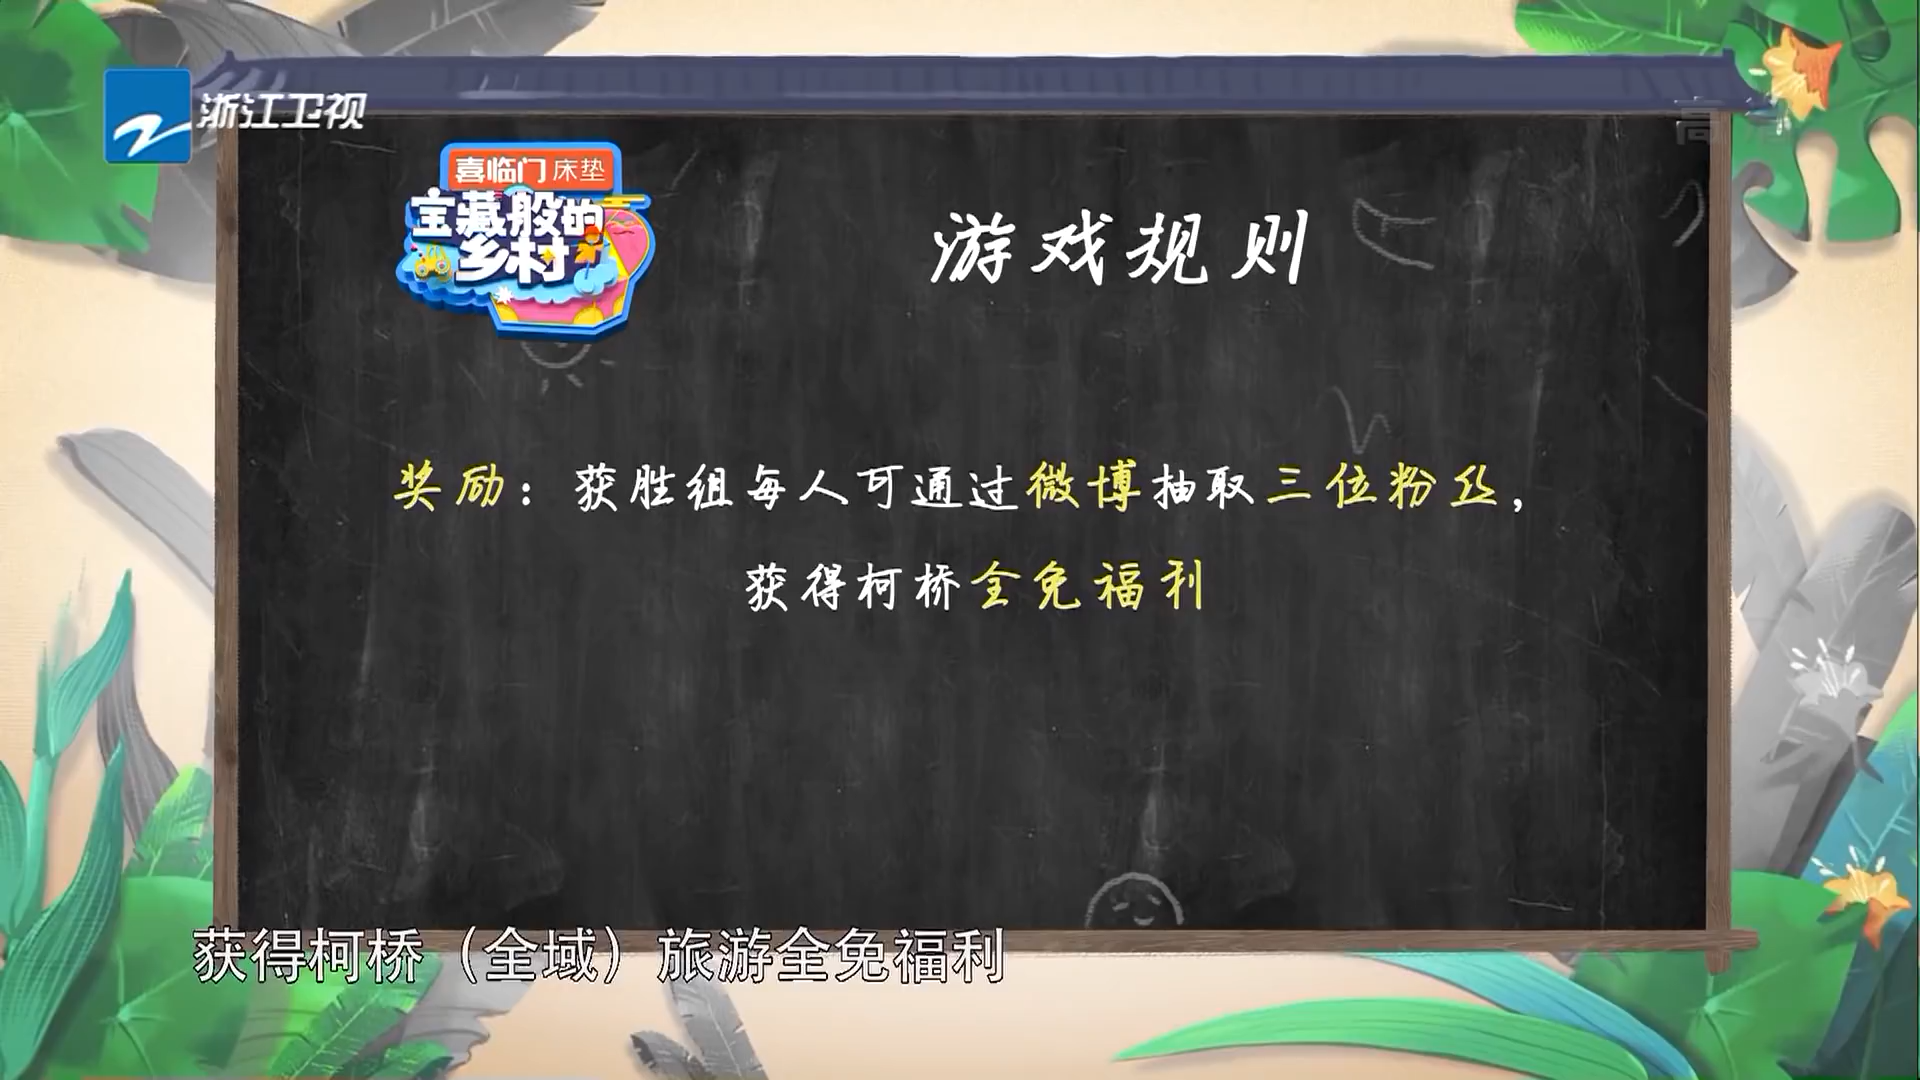 浙江卫视
高
喜临门床垫
宝藏般的
乡村
游戏规则
奖励：获胜组每人可通过微博抽取三位粉丝，
获得柯桥全免福利
获得柯桥（全域）旅游全免福利